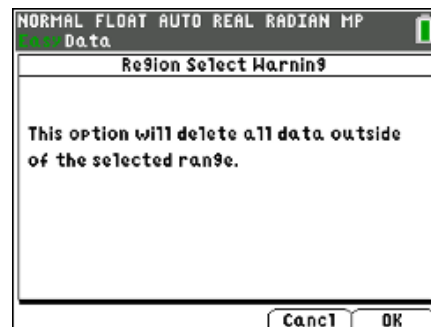 NORMAL FLOAT AUTO REAL RADIAN MP
EasyData
Region Select Warning
This option will delete all data outside
of the selected range.
Cancl OK